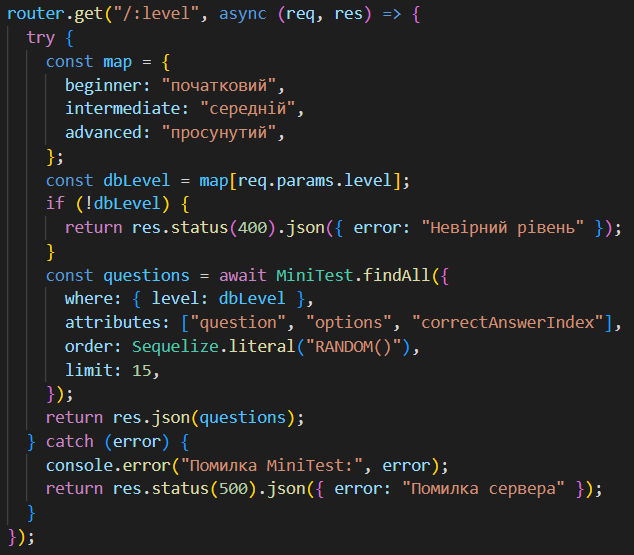 router.get("/:level", async (req, res) => {
  try {
    const map = {
      beginner: "початковий",
      intermediate: "середній",
      advanced: "просунутий",
    };
    const dbLevel = map[req.params.level];
    if (!dbLevel) {
      return res.status(400).json({ error: "Невірний рівень" });
    }
    const questions = await MiniTest.findAll({
      where: { level: dbLevel },
      attributes: ["question", "options", "correctAnswerIndex"],
      order: Sequelize.literal("RANDOM()"),
      limit: 15,
    });
    return res.json(questions);
  } catch (error) {
    console.error("Помилка MiniTest:", error);
    return res.status(500).json({ error: "Помилка сервера" });
  }
});